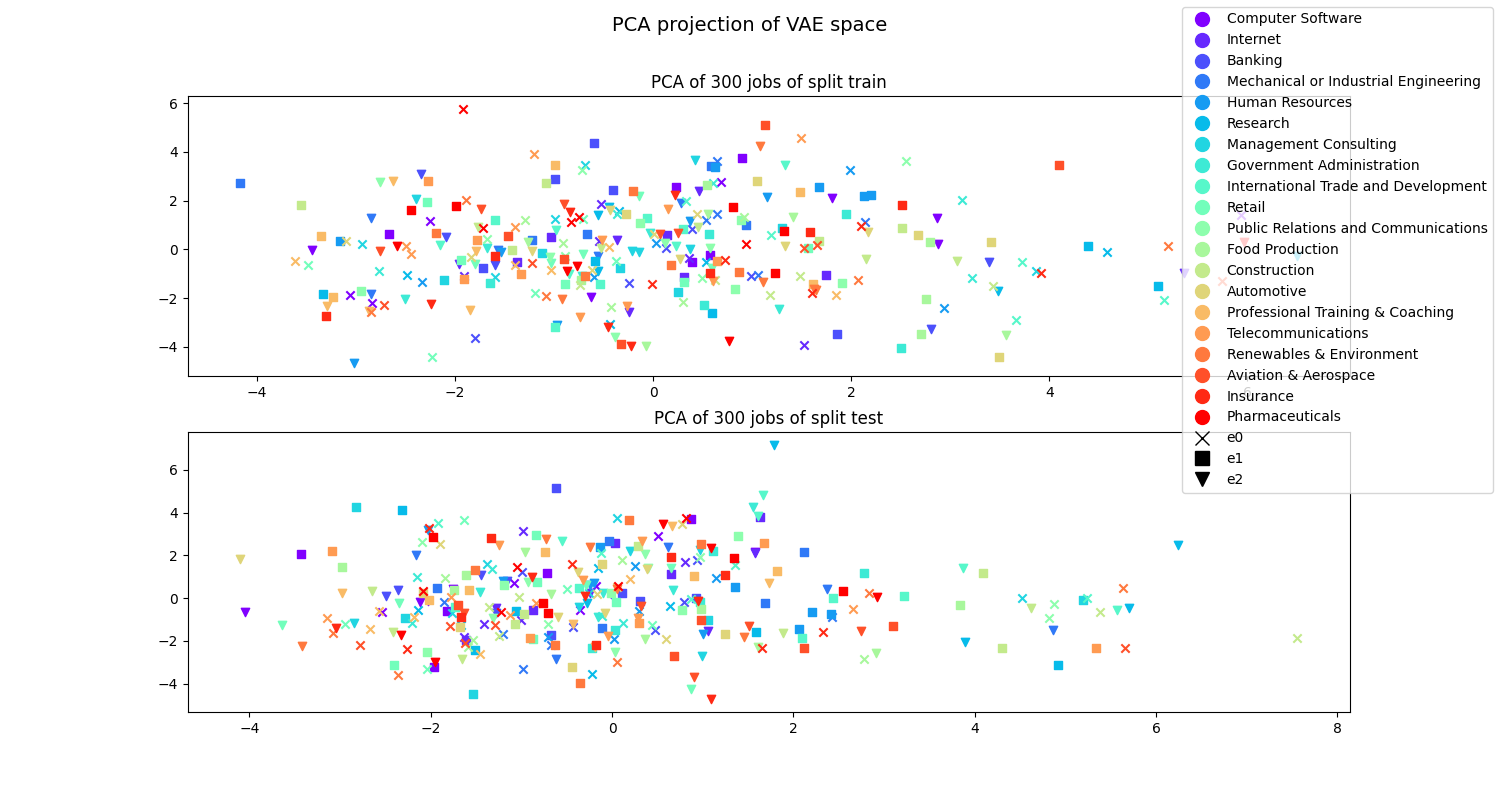 PCA projection of VAE space
PCA of 300 jobs of split train
6
4
2
0
−2
−4
−4
−2
0
2
4
6
PCA of 300 jobs of split test
6
4
2
0
−2
−4
−4
−2
0
2
4
6
8
Computer Software
Internet
Banking
Mechanical or Industrial Engineering
Human Resources
Research
Management Consulting
Government Administration
International Trade and Development
Retail
Public Relations and Communications
Food Production
Construction
Automotive
Professional Training & Coaching
Telecommunications
Renewables & Environment
Aviation & Aerospace
Insurance
Pharmaceuticals
e0
e1
e2